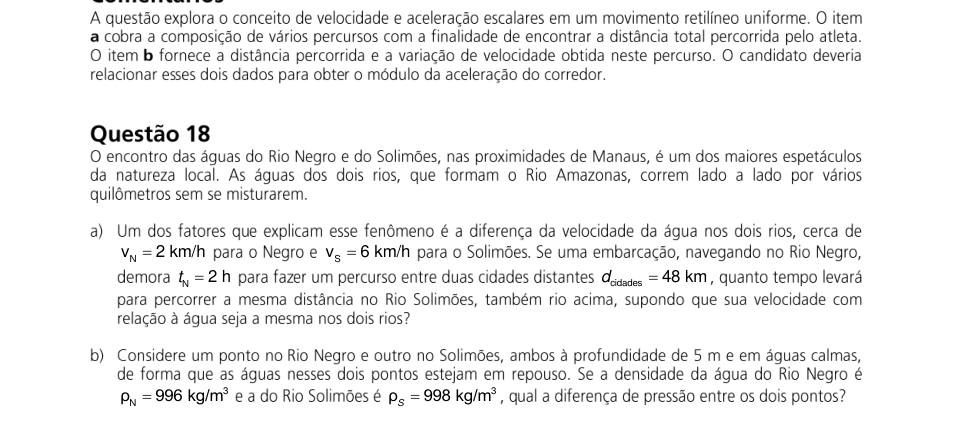 Comentários
A questão explora o conceito de velocidade e aceleração escalares em um movimento retilíneo uniforme. O item
a cobra a composição de vários percursos com a finalidade de encontrar a distância total percorrida pelo atleta.
O item b fornece a distância percorrida e a variação de velocidade obtida neste percurso. O candidato deveria
relacionar esses dois dados para obter o módulo da aceleração do corredor.
Questão 18
O encontro das águas do Rio Negro e do Solimões, nas proximidades de Manaus, é um dos maiores espetáculos
da natureza local. As águas dos dois rios, que formam o Rio Amazonas, correm lado a lado por vários
quilômetros sem se misturarem.
a) Um dos fatores que explicam esse fenômeno é a diferença da velocidade da água nos dois rios, cerca de
v_N = 2 km/h para o Negro e v_S = 6 km/h para o Solimões. Se uma embarcação, navegando no Rio Negro,
demora t_N = 2 h para fazer um percurso entre duas cidades distantes d_cidades = 48 km, quanto tempo levará
para percorrer a mesma distância no Rio Solimões, também rio acima, supondo que sua velocidade com
relação à água seja a mesma nos dois rios?
b) Considere um ponto no Rio Negro e outro no Solimões, ambos à profundidade de 5 m e em águas calmas,
de forma que as águas nesses dois pontos estejam em repouso. Se a densidade da água do Rio Negro é
ρ_N = 996 kg/m³ e a do Rio Solimões é ρ_S = 998 kg/m³, qual a diferença de pressão entre os dois pontos?